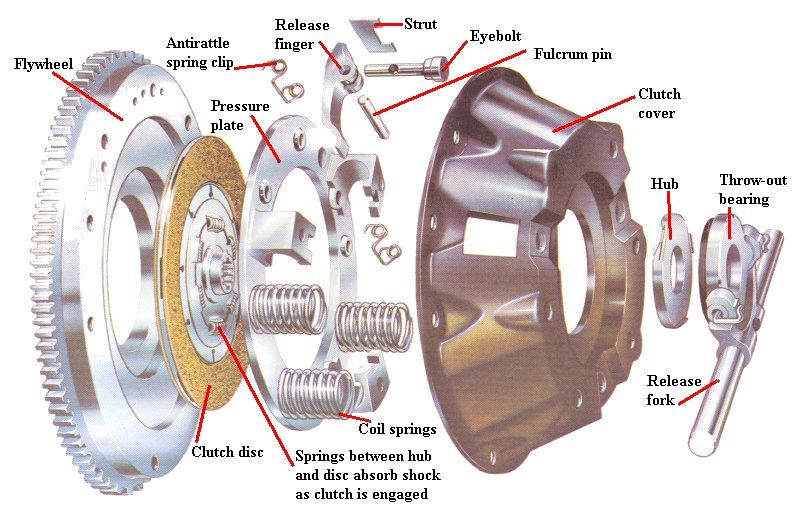 Strut
Release
finger
Eyebolt
Antirattle
spring clip
Fulcrum pin
Flywheel
Clutch
cover
Pressure
plate
Hub
Throw-out
bearing
Release
fork
Coil springs
Clutch disc
Springs between hub
and disc absorb shock
as clutch is engaged